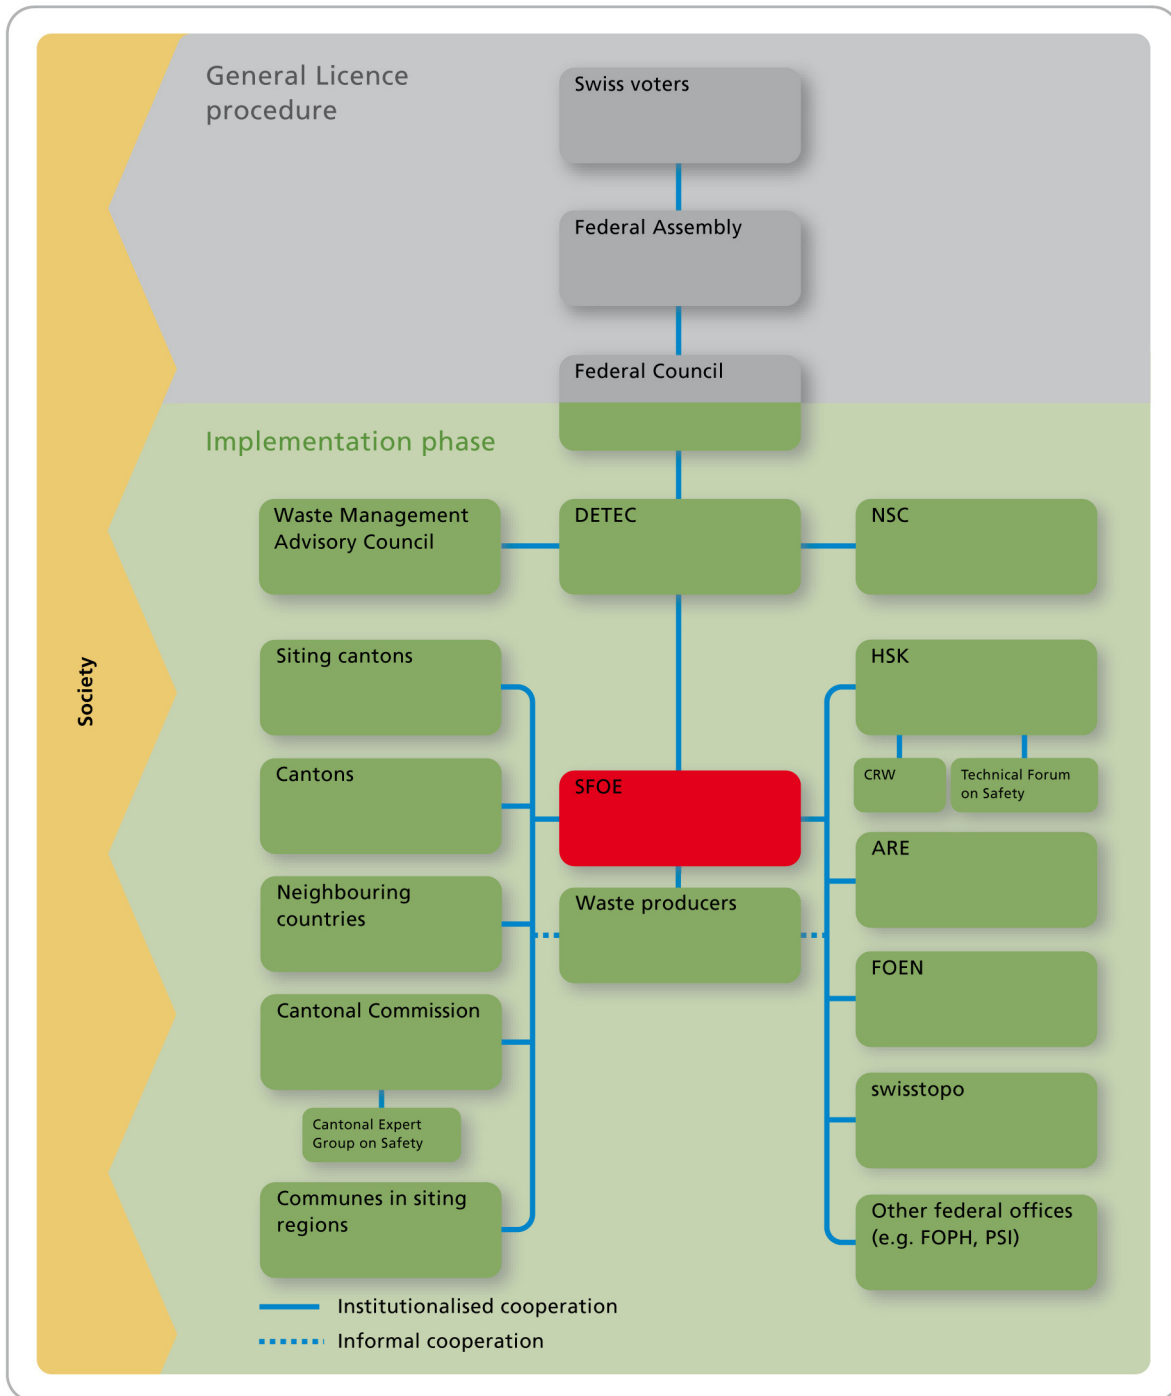 General Licence
procedure
Swiss voters
Federal Assembly
Federal Council
Implementation phase
Waste Management
Advisory Council
DETEC
NSC
Society
Siting cantons
HSK
Cantons
SFOE
CRW
Technical Forum
on Safety
ARE
Neighbouring
countries
Waste producers
FOEN
Cantonal Commission
swisstopo
Cantonal Expert
Group on Safety
Communes in siting
regions
Other federal offices
(e.g. FOPH, PSI)
Institutionalised cooperation
Informal cooperation